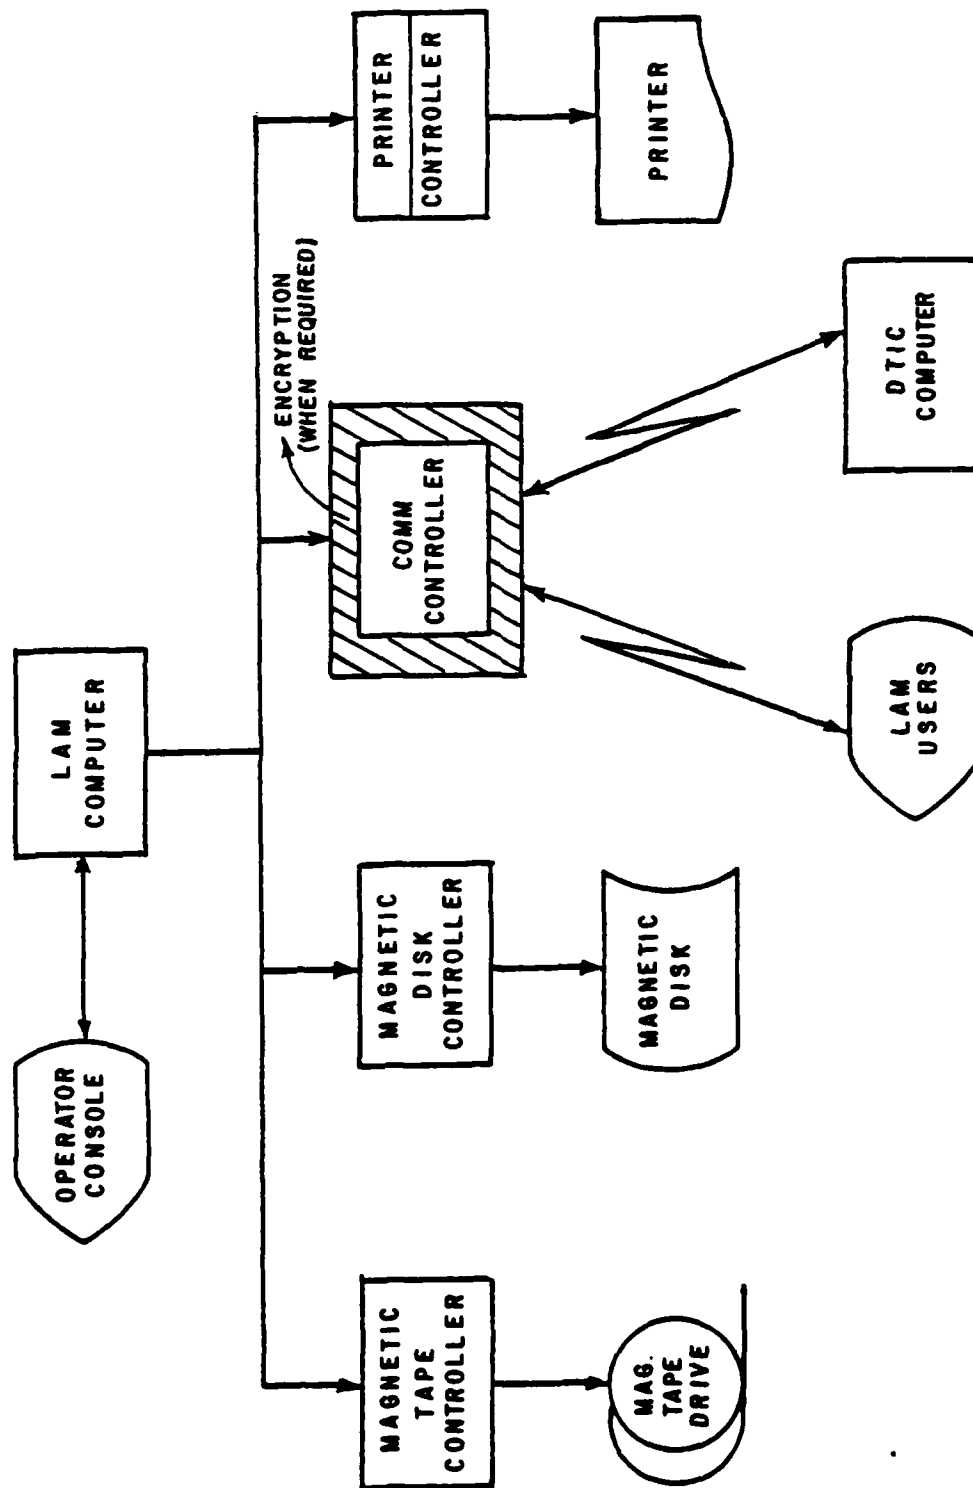 OPERATOR
CONSOLE
LAM
COMPUTER
MAGNETIC
TAPE
CONTROLLER
MAGNETIC
DISK
CONTROLLER
COMM
CONTROLLER
ENCRYPTION
(WHEN REQUIRED)
PRINTER
CONTROLLER
MAG.
TAPE
DRIVE
MAGNETIC
DISK
PRINTER
LAM
USERS
DTIC
COMPUTER